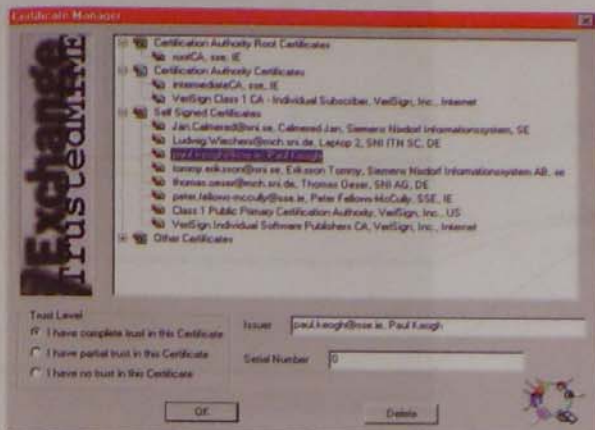 Certificate Manager
Exchange
TrustedMIME
Certification Authority Root Certificates
rootCA, sse, IE
Certification Authority Certificates
intermediateCA, sse, IE
VeriSign Class 1 CA - Individual Subscriber, VeriSign, Inc., Internet
Self Signed Certificates
Jan.Calmered@sni.se, Calmered Jan, Siemens Nixdorf Informationssystem, SE
Ludwig.Wiechers@mch.sni.de, Laptop 2, SNI ITH SC, DE
paul.keogh@sse.ie, Paul Keogh
tommy.eriksson@sni.se, Eriksson Tommy, Siemens Nixdorf Informationssystem AB, se
thomas.oeser@mch.sni.de, Thomas Oeser, SNI AG, DE
peter.fellows-mccully@sse.ie, Peter Fellows-McCully, SSE, IE
Class 1 Public Primary Certification Authority, VeriSign, Inc., US
VeriSign Individual Software Publishers CA, VeriSign, Inc., Internet
Other Certificates
Trust Level
I have complete trust in this Certificate
I have partial trust in this Certificate
I have no trust in this Certificate
Issuer
paul.keogh@sse.ie, Paul Keogh
Serial Number
0
OK
Delete